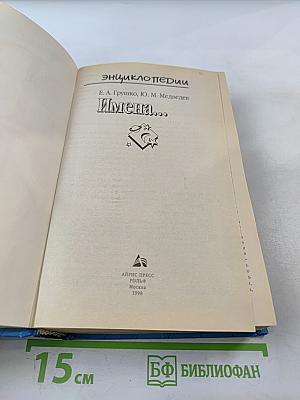 ЭНЦИКЛОПЕДИИ
Е. А. Грушко, Ю. М. Медведев
Имена...
АЙРИС ПРЕСС
РОЛЬФ
Москва
1998
15 см
БФ БИБЛИОФАН